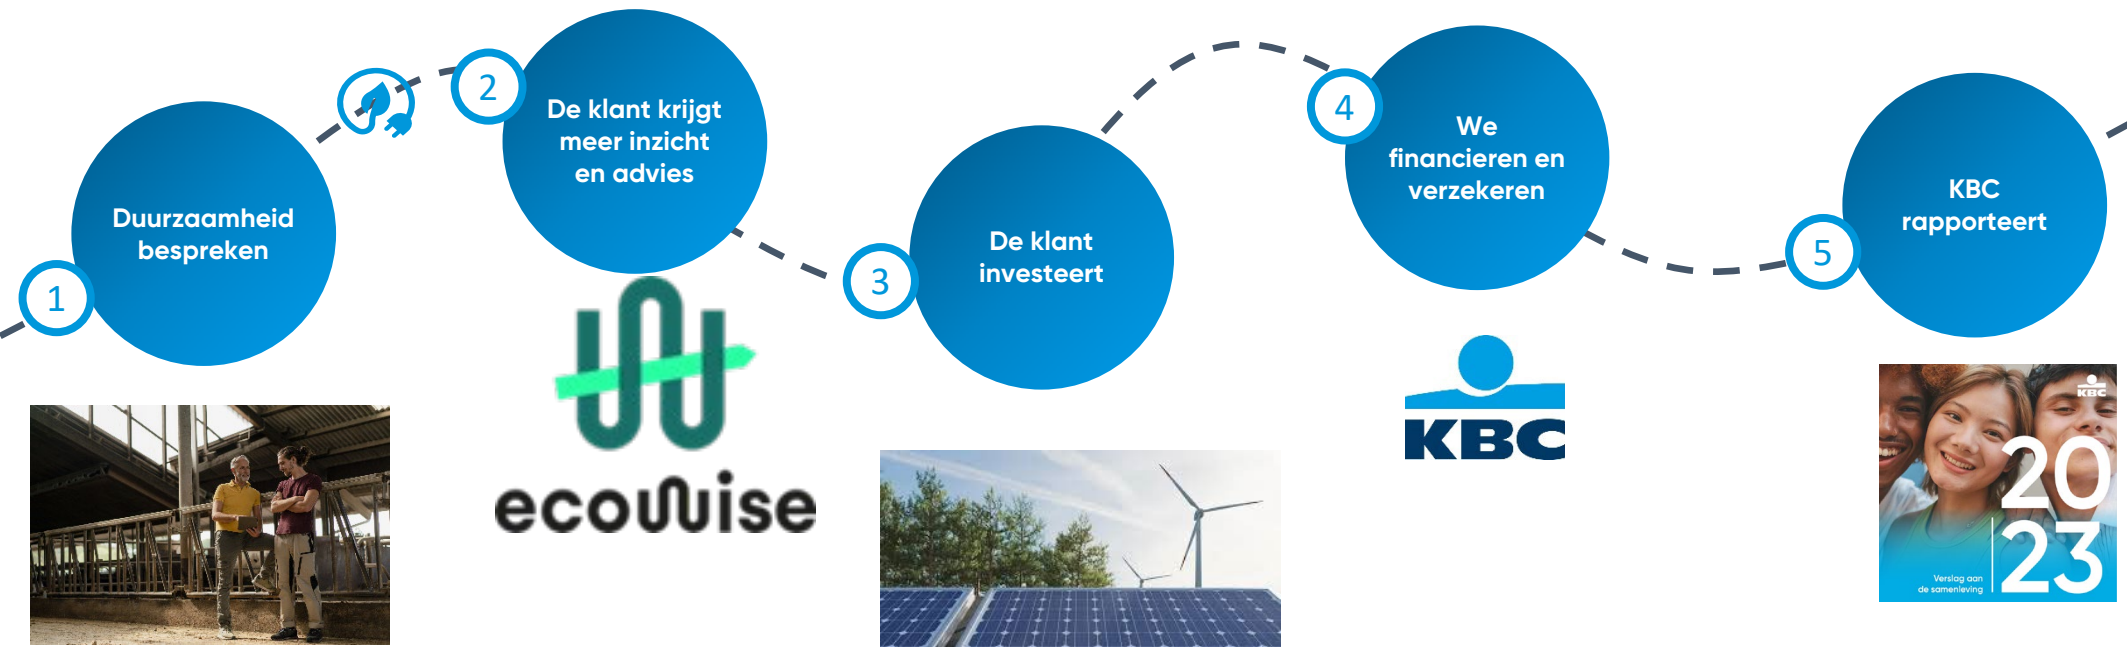 1
Duurzaamheid
bespreken
2
De klant krijgt
meer inzicht
en advies
ecowise
3
De klant
investeert
4
We
financieren en
verzekeren
KBC
5
KBC
rapporteert
KBC
20
23
Verslag aan
de samenleving